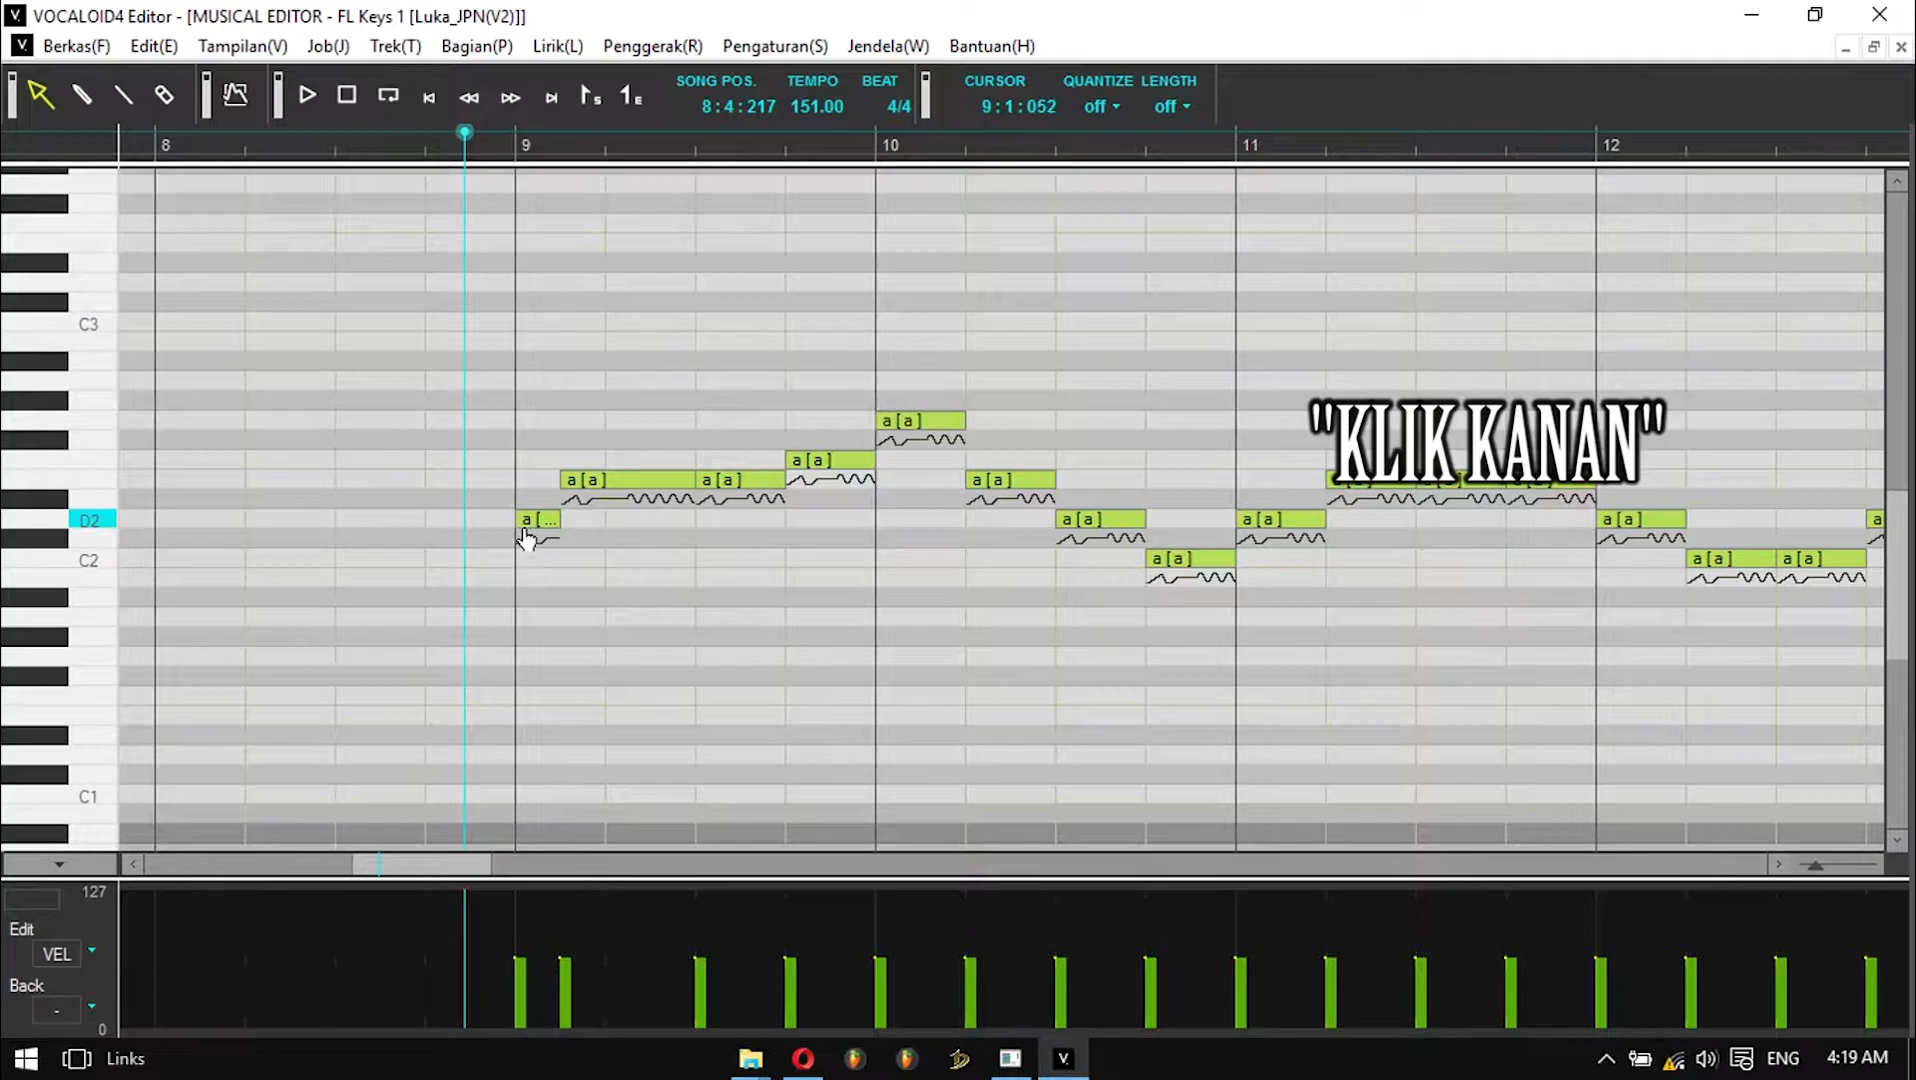 VOCALOID4 Editor - [MUSICAL EDITOR - FL Keys 1 [Luka_JPN(V2)]]
Berkas(F) Edit(E) Tampilan(V) Job(J) Trek(T) Bagian(P) Lirik(L) Penggerak(R) Pengaturan(S) Jendela(W) Bantuan(H)
SONG POS. TEMPO BEAT CURSOR QUANTIZE LENGTH
8:4:217 151.00 4/4 9:1:052 off off
8 9 10 11 12
C3
a[a]
"KLIK KANAN"
a[a]
a[a] a[a] a[a]
D2 a[... a[a] a[a] a[a] a
C2 a[a] a[a] a[a]
C1
127
Edit
VEL
Back
-
0
Links ENG 4:19 AM